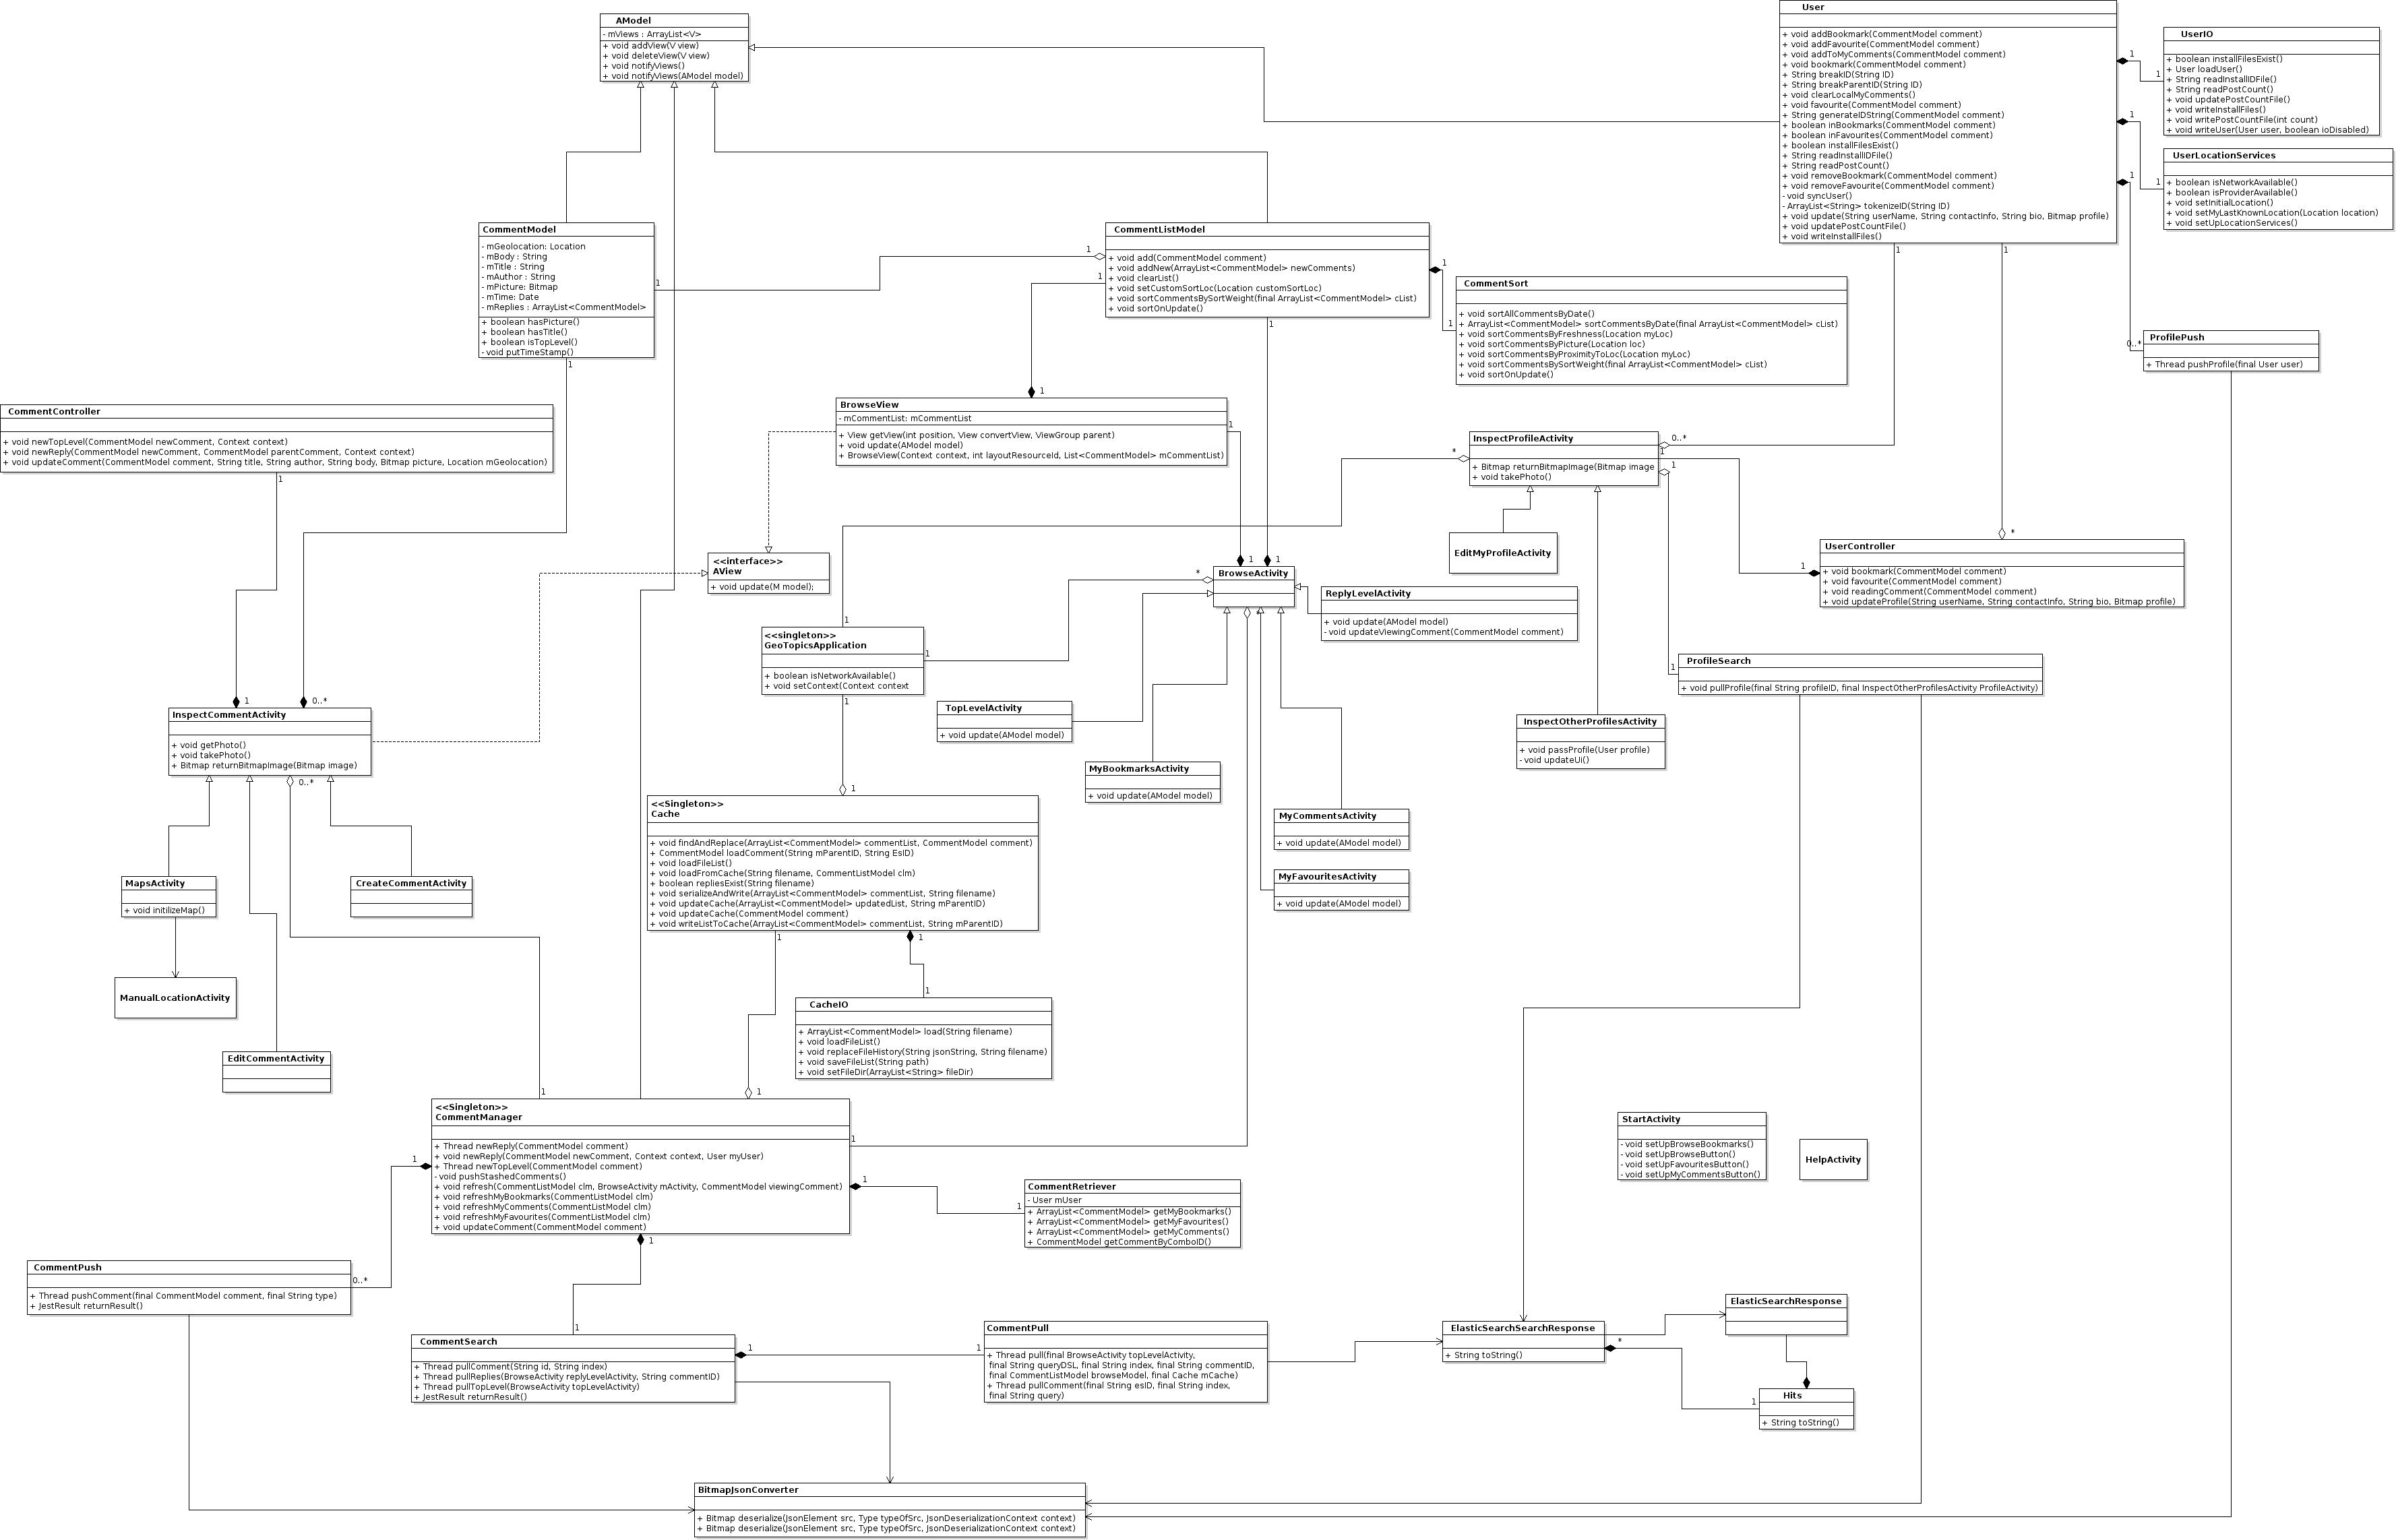 AModel
- mViews : ArrayList<V>
+ void addView(V view)
+ void deleteView(V view)
+ void notifyViews()
+ void notifyViews(AModel model)
User
+ void addBookmark(CommentModel comment)
+ void addFavourite(CommentModel comment)
+ void addToMyComments(CommentModel comment)
+ void bookmark(CommentModel comment)
+ String breakID(String ID)
+ String breakParentID(String ID)
+ void clearLocalMyComments()
+ void favourite(CommentModel comment)
+ String generateIDString(CommentModel comment)
+ boolean inBookmarks(CommentModel comment)
+ boolean inFavourites(CommentModel comment)
+ boolean installFilesExist()
+ String readInstallIDFile()
+ String readPostCount()
+ void removeBookmark(CommentModel comment)
+ void removeFavourite(CommentModel comment)
- void syncUser()
- ArrayList<String> tokenizeID(String ID)
+ void update(String userName, String contactInfo, String bio, Bitmap profile)
+ void updatePostCountFile()
+ void writeInstallFiles()
1
1
1
1
1
0..*
1
1
UserIO
+ boolean installFilesExist()
+ User loadUser()
+ String readInstallIDFile()
+ String readPostCount()
+ void updatePostCountFile()
+ void writeInstallFiles()
+ void writePostCountFile(int count)
+ void writeUser(User user, boolean ioDisabled)
UserLocationServices
+ boolean isNetworkAvailable()
+ boolean isProviderAvailable()
+ void setInitialLocation()
+ void setMyLastKnownLocation(Location location)
+ void setUpLocationServices()
CommentModel
- mGeolocation: Location
- mBody : String
- mTitle : String
- mAuthor : String
- mPicture: Bitmap
- mTime: Date
- mReplies : ArrayList<CommentModel>
+ boolean hasPicture()
+ boolean hasTitle()
+ boolean isTopLevel()
- void putTimeStamp()
1
1
CommentListModel
+ void add(CommentModel comment)
+ void addNew(ArrayList<CommentModel> newComments)
+ void clearList()
+ void setCustomSortLoc(Location customSortLoc)
+ void sortCommentsBySortWeight(final ArrayList<CommentModel> cList)
+ void sortOnUpdate()
1
1
1
1
1
CommentSort
+ void sortAllCommentsByDate()
+ ArrayList<CommentModel> sortCommentsByDate(final ArrayList<CommentModel> cList)
+ void sortCommentsByFreshness(Location myLoc)
+ void sortCommentsByPicture(Location loc)
+ void sortCommentsByProximityToLoc(Location myLoc)
+ void sortCommentsBySortWeight(final ArrayList<CommentModel> cList)
+ void sortOnUpdate()
ProfilePush
+ Thread pushProfile(final User user)
CommentController
+ void newTopLevel(CommentModel newComment, Context context)
+ void newReply(CommentModel newComment, CommentModel parentComment, Context context)
+ void updateComment(CommentModel comment, String title, String author, String body, Bitmap picture, Location mGeolocation)
1
1
BrowseView
- mCommentList: mCommentList
+ View getView(int position, View convertView, ViewGroup parent)
+ void update(AModel model)
+ BrowseView(Context context, int layoutResourceId, List<CommentModel> mCommentList)
1
InspectProfileActivity
+ Bitmap returnBitmapImage(Bitmap image
+ void takePhoto()
*
0..*
1
1
EditMyProfileActivity
UserController
+ void bookmark(CommentModel comment)
+ void favourite(CommentModel comment)
+ void readingComment(CommentModel comment)
+ void updateProfile(String userName, String contactInfo, String bio, Bitmap profile)
*
1
<<interface>>
AView
+ void update(M model);
BrowseActivity
1
1
*
ReplyLevelActivity
+ void update(AModel model)
- void updateViewingComment(CommentModel comment)
<<singleton>>
GeoTopicsApplication
+ boolean isNetworkAvailable()
+ void setContext(Context context
1
1
1
ProfileSearch
+ void pullProfile(final String profileID, final InspectOtherProfilesActivity ProfileActivity)
1
InspectCommentActivity
+ void getPhoto()
+ void takePhoto()
+ Bitmap returnBitmapImage(Bitmap image)
1
0..*
0..*
TopLevelActivity
+ void update(AModel model)
InspectOtherProfilesActivity
+ void passProfile(User profile)
- void updateUi()
MyBookmarksActivity
+ void update(AModel model)
<<Singleton>>
Cache
+ void findAndReplace(ArrayList<CommentModel> commentList, CommentModel comment)
+ CommentModel loadComment(String mParentID, String EsID)
+ void loadFileList()
+ void loadFromCache(String filename, CommentListModel clm)
+ boolean repliesExist(String filename)
+ void serializeAndWrite(ArrayList<CommentModel> commentList, String filename)
+ void updateCache(ArrayList<CommentModel> updatedList, String mParentID)
+ void updateCache(CommentModel comment)
+ void writeListToCache(ArrayList<CommentModel> commentList, String mParentID)
1
1
1
MyCommentsActivity
+ void update(AModel model)
MyFavouritesActivity
+ void update(AModel model)
MapsActivity
+ void initilizeMap()
CreateCommentActivity
ManualLocationActivity
EditCommentActivity
CacheIO
+ ArrayList<CommentModel> load(String filename)
+ void loadFileList()
+ void replaceFileHistory(String jsonString, String filename)
+ void saveFileList(String path)
+ void setFileDir(ArrayList<String> fileDir)
1
<<Singleton>>
CommentManager
+ Thread newReply(CommentModel comment)
+ void newReply(CommentModel newComment, Context context, User myUser)
+ Thread newTopLevel(CommentModel comment)
- void pushStashedComments()
+ void refresh(CommentListModel clm, BrowseActivity mActivity, CommentModel viewingComment)
+ void refreshMyBookmarks(CommentListModel clm)
+ void refreshMyComments(CommentListModel clm)
+ void refreshMyFavourites(CommentListModel clm)
+ void updateComment(CommentModel comment)
1
1
1
1
1
1
StartActivity
- void setUpBrowseBookmarks()
- void setUpBrowseButton()
- void setUpFavouritesButton()
- void setUpMyCommentsButton()
HelpActivity
CommentRetriever
- User mUser
+ ArrayList<CommentModel> getMyBookmarks()
+ ArrayList<CommentModel> getMyFavourites()
+ ArrayList<CommentModel> getMyComments()
+ CommentModel getCommentByComboID()
1
CommentPush
+ Thread pushComment(final CommentModel comment, final String type)
+ JestResult returnResult()
0..*
CommentSearch
+ Thread pullComment(String id, String index)
+ Thread pullReplies(BrowseActivity replyLevelActivity, String commentID)
+ Thread pullTopLevel(BrowseActivity topLevelActivity)
+ JestResult returnResult()
1
1
1
CommentPull
+ Thread pull(final BrowseActivity topLevelActivity,
final String queryDSL, final String index, final String commentID,
final CommentListModel browseModel, final Cache mCache)
+ Thread pullComment(final String esID, final String index,
final String query)
ElasticSearchSearchResponse
+ String toString()
*
1
ElasticSearchResponse
Hits
+ String toString()
BitmapJsonConverter
+ Bitmap deserialize(JsonElement src, Type typeOfSrc, JsonDeserializationContext context)
+ Bitmap deserialize(JsonElement src, Type typeOfSrc, JsonDeserializationContext context)